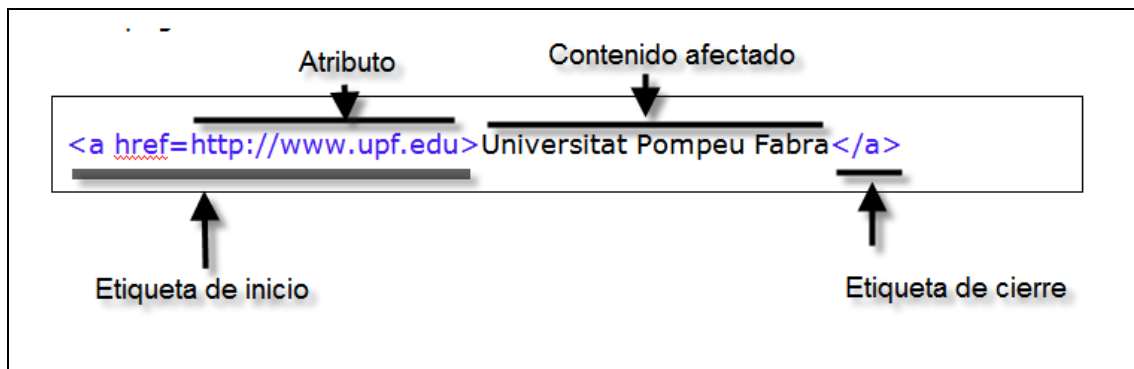 Atributo
Contenido afectado
<a href=http://www.upf.edu>Universitat Pompeu Fabra</a>
Etiqueta de inicio
Etiqueta de cierre